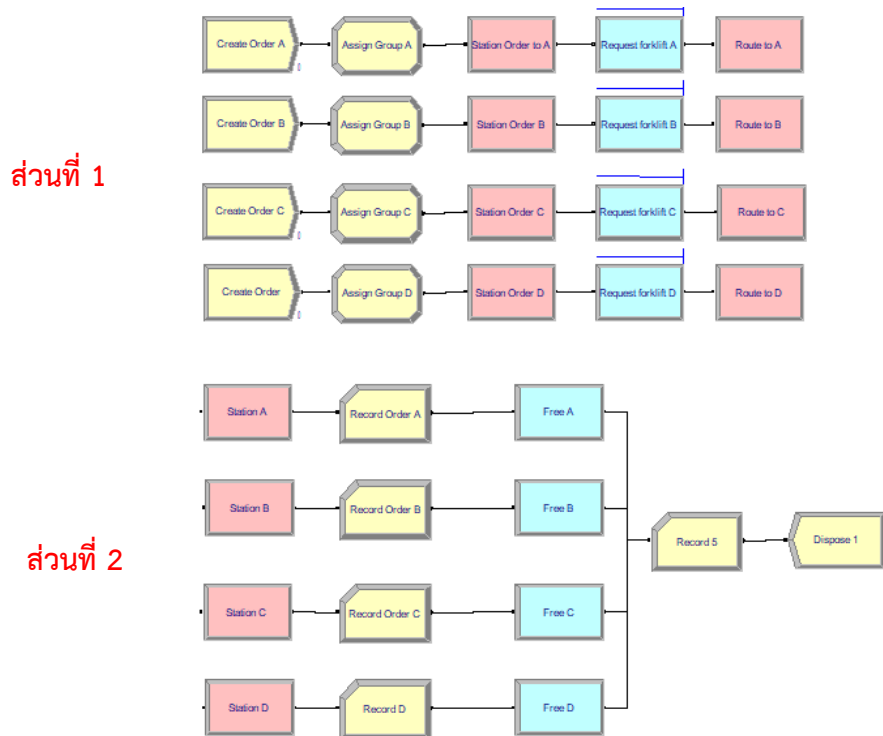 Create Order A
Assign Group A
Station Order to A
Request forklift A
Route to A
Create Order B
Assign Group B
Station Order B
Request forklift B
Route to B
ส่วนที่ 1
Create Order C
Assign Group C
Station Order C
Request forklift C
Route to C
Create Order
Assign Group D
Station Order D
Request forklift D
Route to D
Station A
Record Order A
Free A
Station B
Record Order B
Free B
Record 5
Dispose 1
ส่วนที่ 2
Station C
Record Order C
Free C
Station D
Record D
Free D